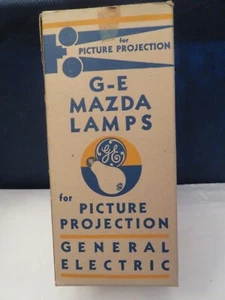 for
PICTURE PROJECTION
G-E
MAZDA
LAMPS
GE
for
PICTURE
PROJECTION
GENERAL
ELECTRIC